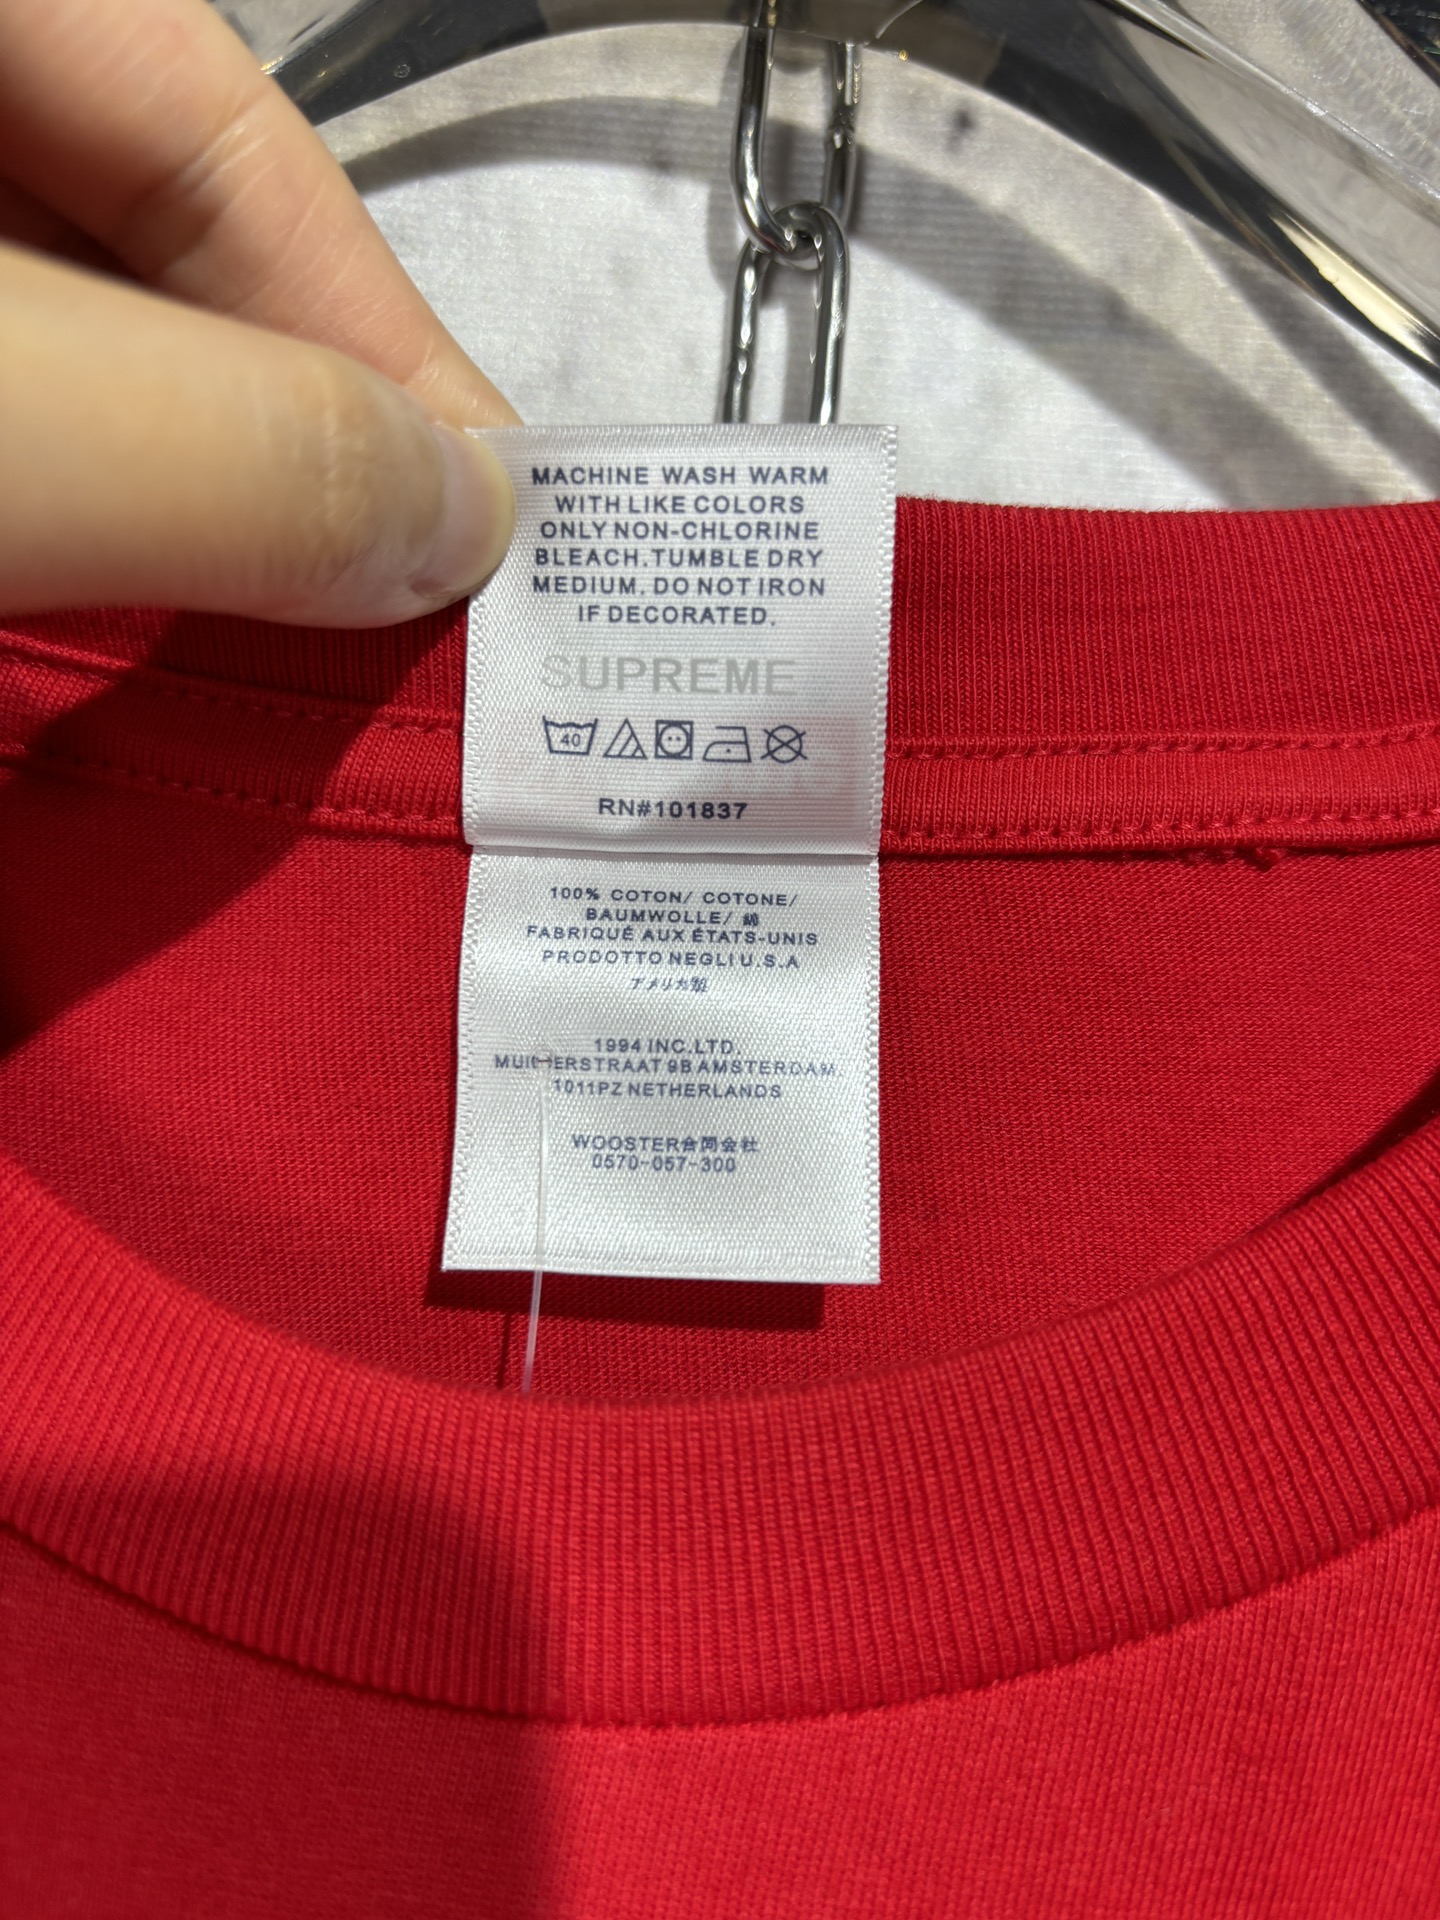 MACHINE WASH WARM
WITH LIKE COLORS
ONLY NON-CHLORINE
BLEACH. TUMBLE DRY
MEDIUM. DO NOT IRON
IF DECORATED.
SUPREME
40
RN#101837
100% COTON/ COTONE/
BAUMWOLLE/ 綿
FABRIQUÉ AUX ÉTATS-UNIS
PRODOTTO NEGLI U.S.A
アメリカ製
1994 INC.LTD.
9B AMSTERDAM,
1011PZ NETHERLANDS
WOOSTER合同会社
0570-057-300